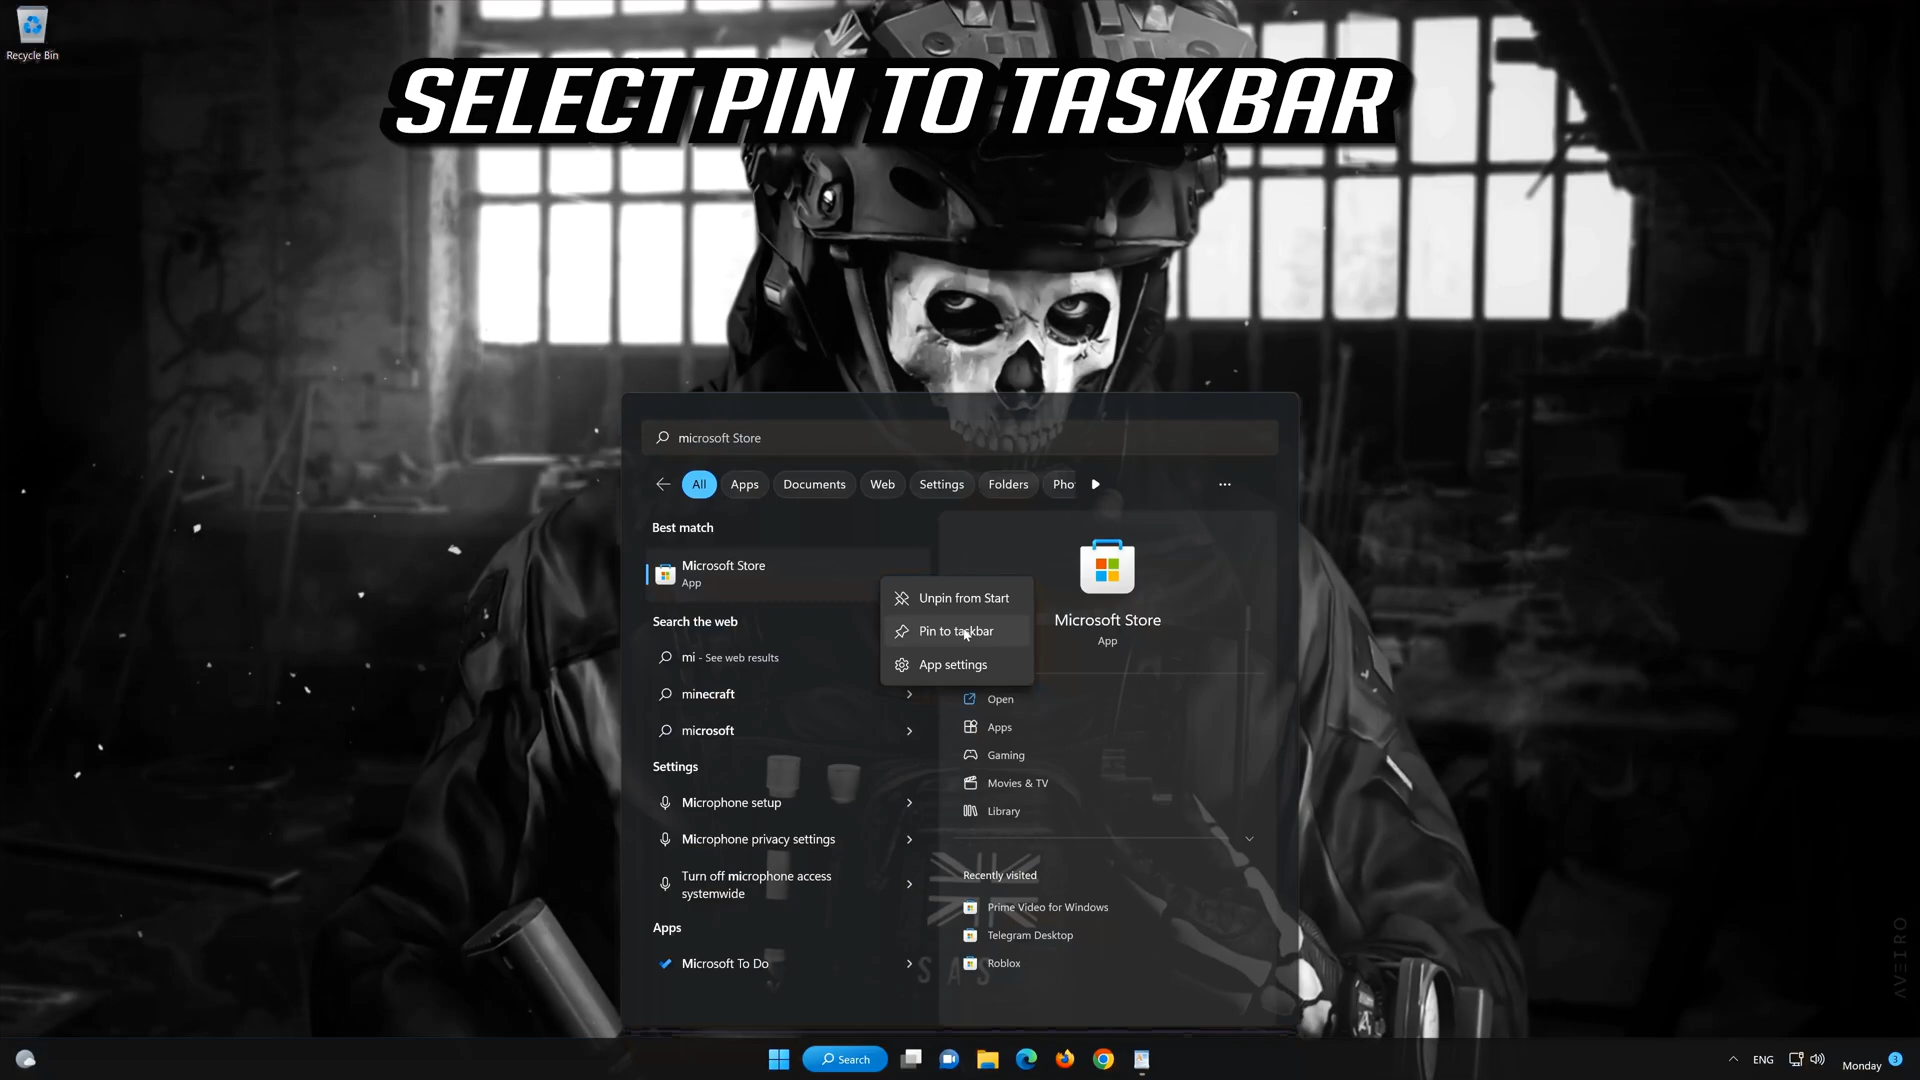 Recycle Bin
SELECT PIN TO TASKBAR
microsoft Store
All Apps Documents Web Settings Folders Pho
Best match
Microsoft Store
App
Search the web
mi - See web results
minecraft
microsoft
Settings
Microphone setup
Microphone privacy settings
Turn off microphone access
systemwide
Apps
Microsoft To Do
Unpin from Start
Pin to taskbar
App settings
Microsoft Store
App
Open
Apps
Gaming
Movies & TV
Library
Recently visited
Prime Video for Windows
Telegram Desktop
Roblox
SAS
AVEIRO
Search
ENG
Monday
3